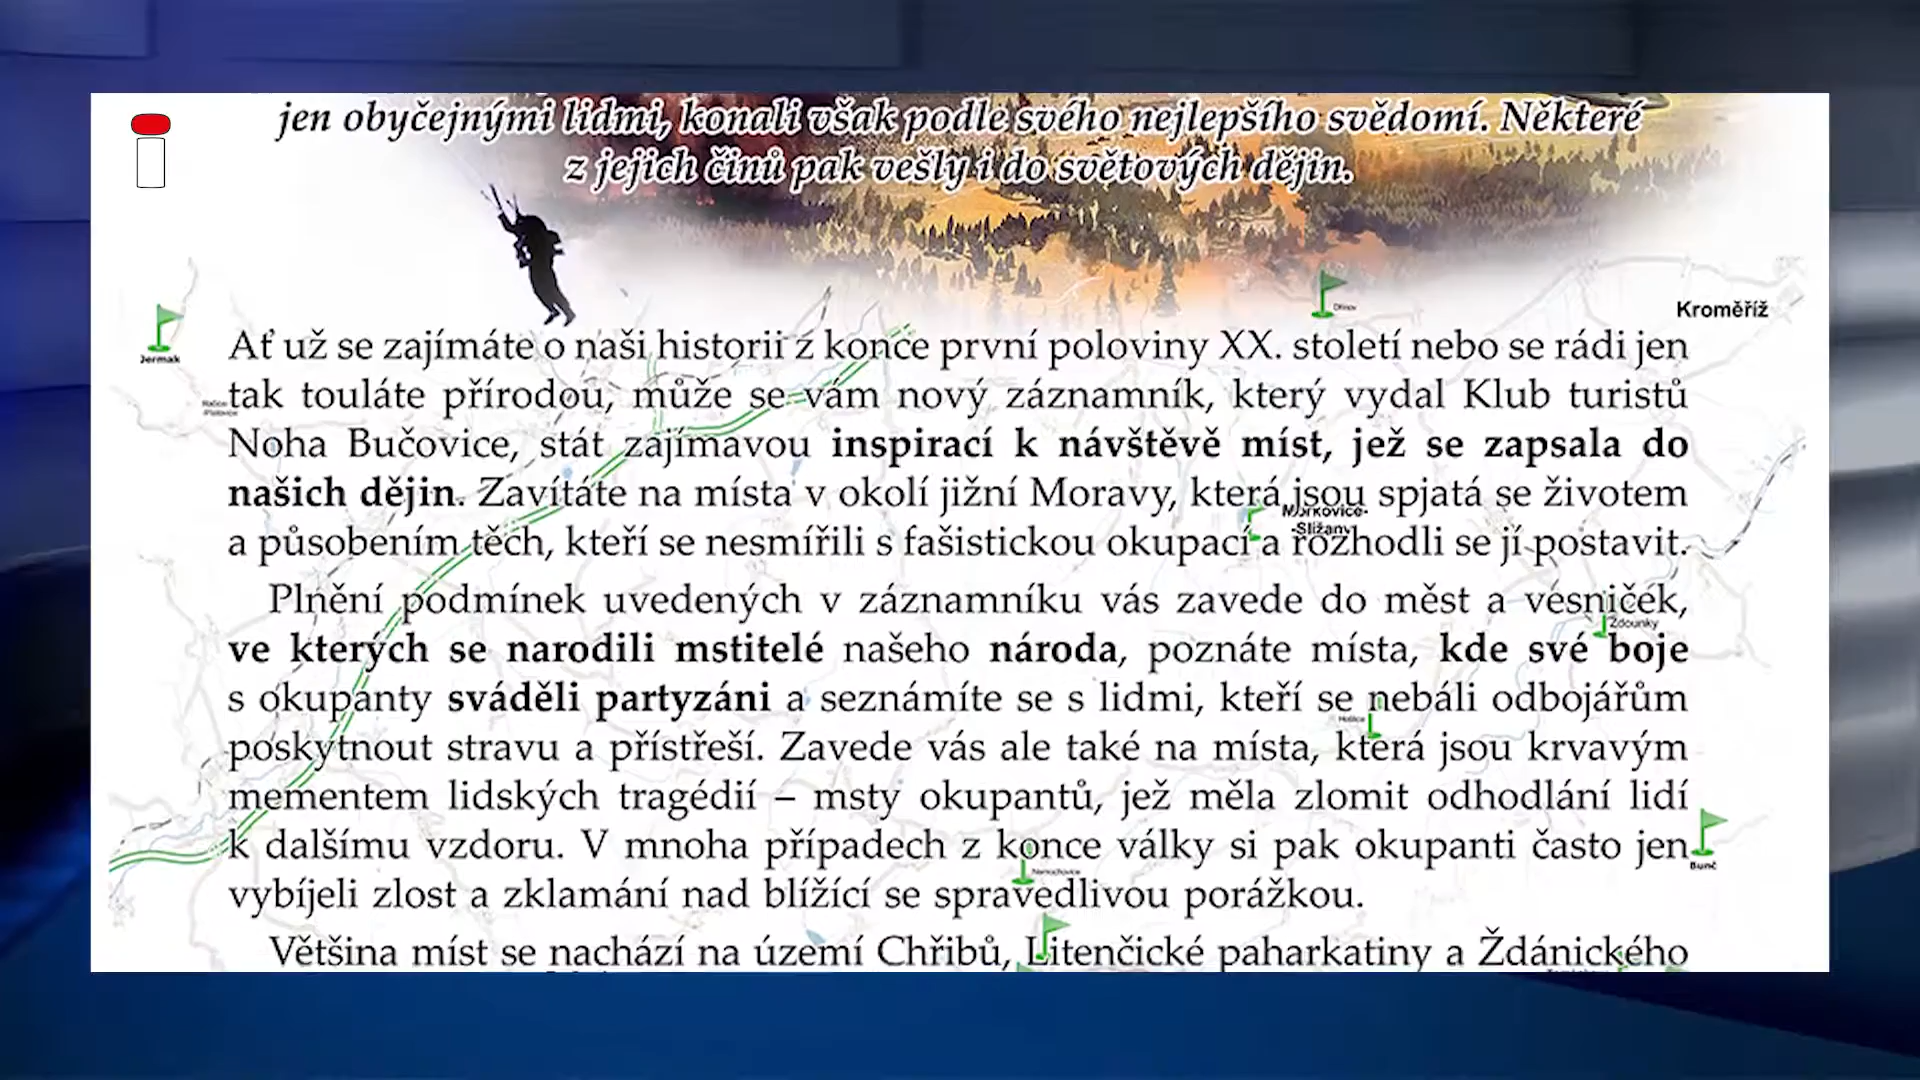 jen obyčejnými lidmi, konali však podle svého nejlepšího svědomí. Některé
z jejich činů pak vešly i do světových dějin.
Dřínov
Kroměříž
Jermak
Ať už se zajímáte o naši historii z konce první poloviny XX. století nebo se rádi jen
tak touláte přírodou, může se vám nový záznamník, který vydal Klub turistů
Noha Bučovice, stát zajímavou inspirací k návštěvě míst, jež se zapsala do
našich dějin. Zavítáte na místa v okolí jižní Moravy, která jsou spjatá se životem
Morkovice-
-Slížany
a působením těch, kteří se nesmířili s fašistickou okupací a rozhodli se jí postavit.
Plnění podmínek uvedených v záznamníku vás zavede do měst a vesniček,
Zdounky
ve kterých se narodili mstitelé našeho národa, poznáte místa, kde své boje
s okupanty sváděli partyzáni a seznámíte se s lidmi, kteří se nebáli odbojářům
Hoštice
poskytnout stravu a přístřeší. Zavede vás ale také na místa, která jsou krvavým
mementem lidských tragédií – msty okupantů, jež měla zlomit odhodlání lidí
k dalšímu vzdoru. V mnoha případech z konce války si pak okupanti často jen
Bunč
Nemochovice
vybíjeli zlost a zklamání nad blížící se spravedlivou porážkou.
Většina míst se nachází na území Chřibů, Litenčické paharkatiny a Ždánického